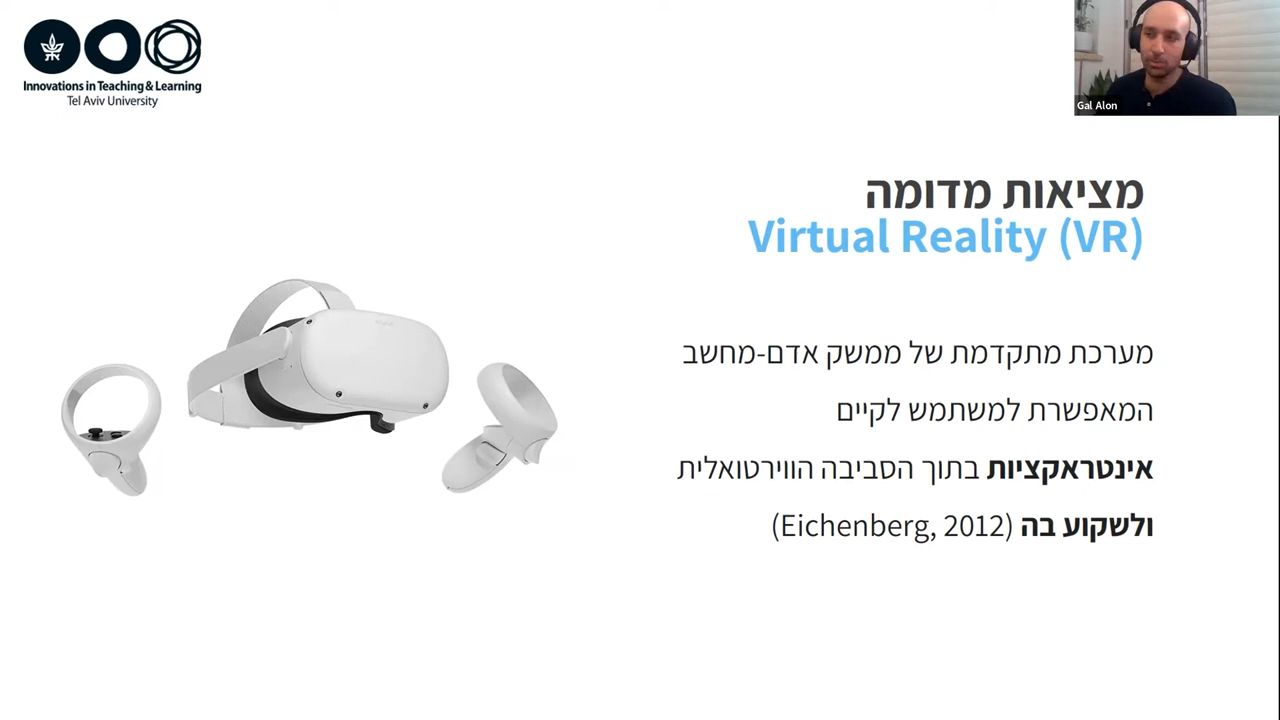 Innovations in Teaching & Learning
Tel Aviv University
Gal Alon
מציאות מדומה
Virtual Reality (VR)
מערכת מתקדמת של ממשק אדם-מחשב
המאפשרת למשתמש לקיים
אינטראקציות בתוך הסביבה הווירטואלית
ולשקוע בה (Eichenberg, 2012)